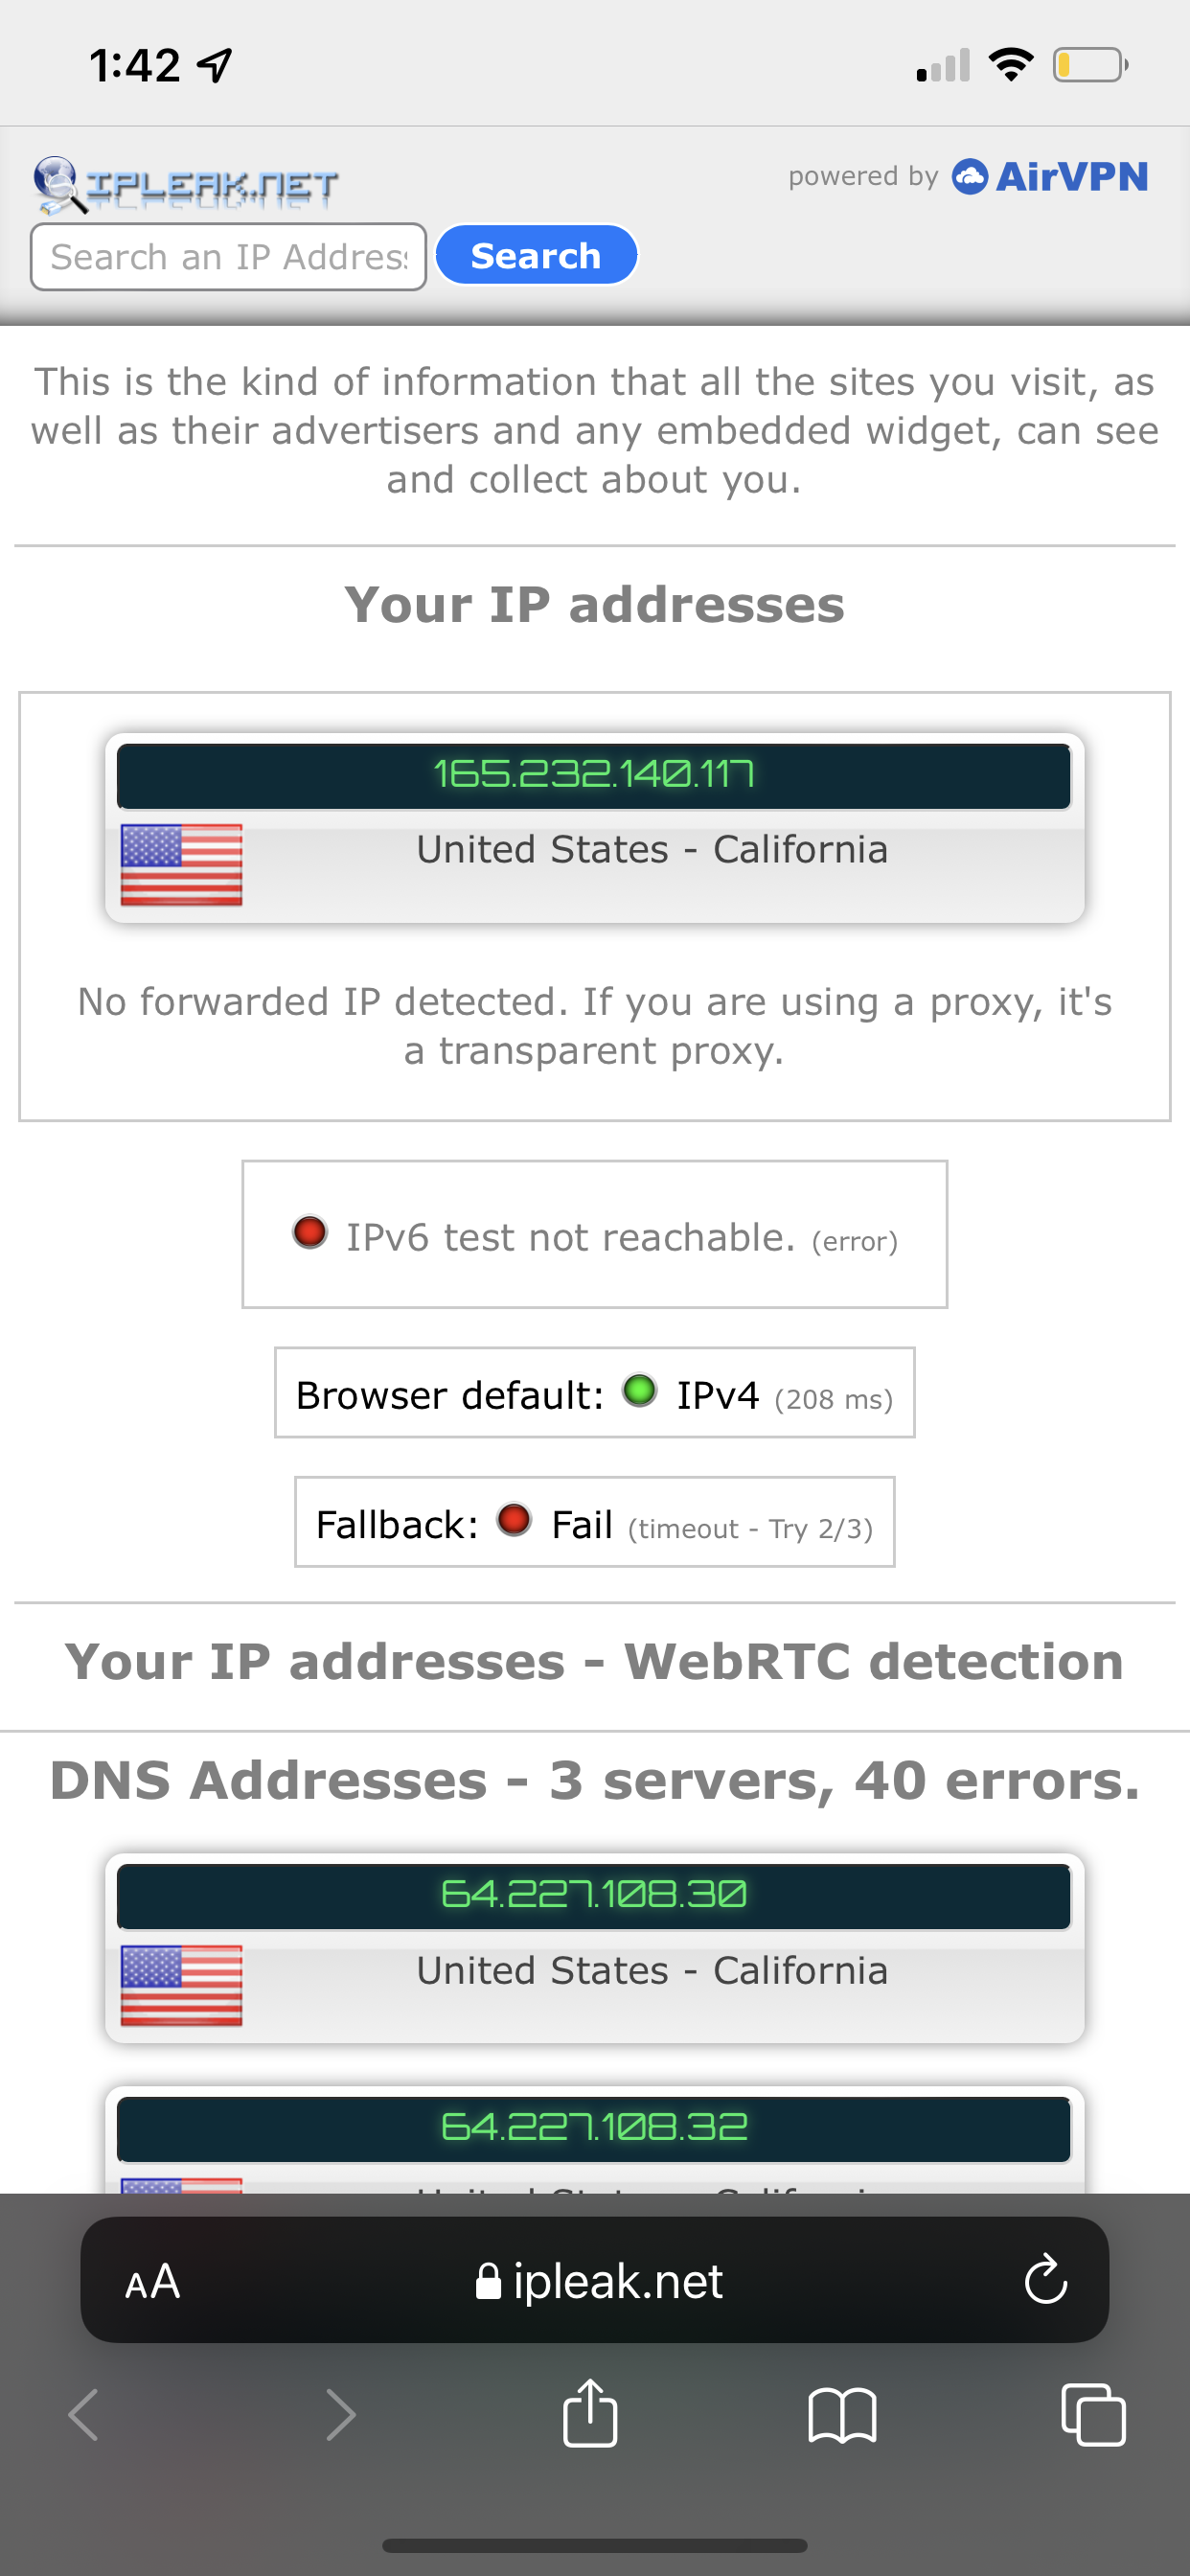 1:42
IPLEAK.NET
powered by AirVPN
Search an IP Address
Search
This is the kind of information that all the sites you visit, as
well as their advertisers and any embedded widget, can see
and collect about you.
Your IP addresses
165.232.140.117
United States - California
No forwarded IP detected. If you are using a proxy, it's
a transparent proxy.
IPv6 test not reachable. (error)
Browser default: IPv4 (208 ms)
Fallback: Fail (timeout - Try 2/3)
Your IP addresses - WebRTC detection
DNS Addresses - 3 servers, 40 errors.
64.227.108.30
United States - California
64.227.108.32
United States - California
AA
ipleak.net